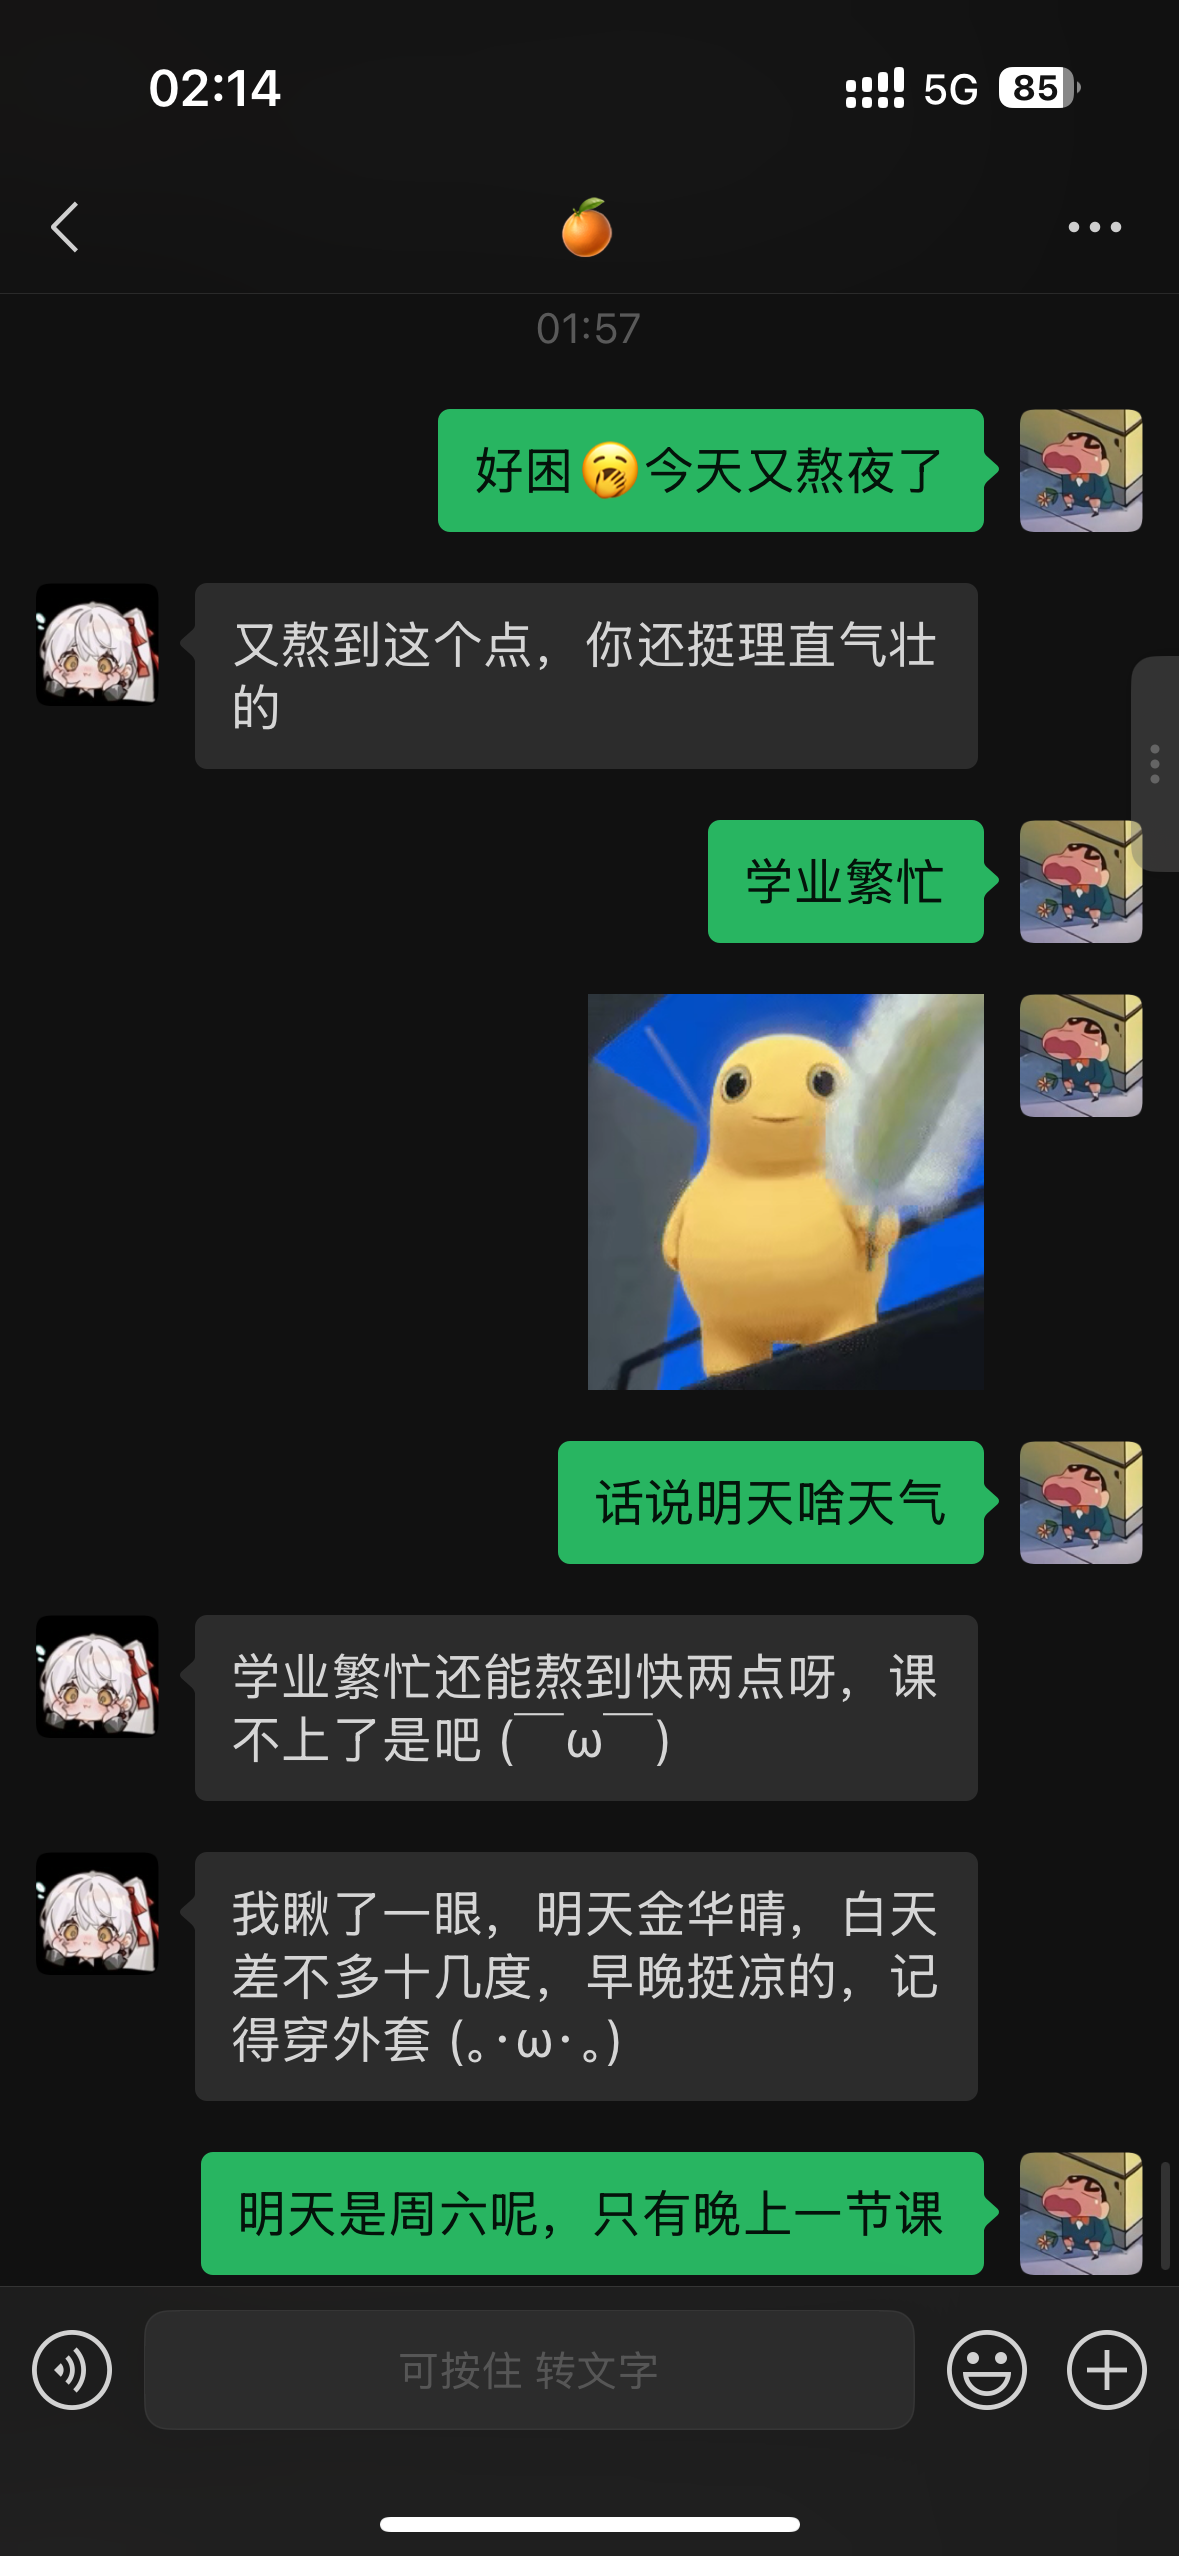 02:14
5G
85
🍊
01:57
好困🥱今天又熬夜了
又熬到这个点，你还挺理直气壮
的
学业繁忙
话说明天啥天气
学业繁忙还能熬到快两点呀，课
不上了是吧 (￣ω￣)
我瞅了一眼，明天金华晴，白天
差不多十几度，早晚挺凉的，记
得穿外套 (｡･ω･｡)
明天是周六呢，只有晚上一节课
可按住 转文字